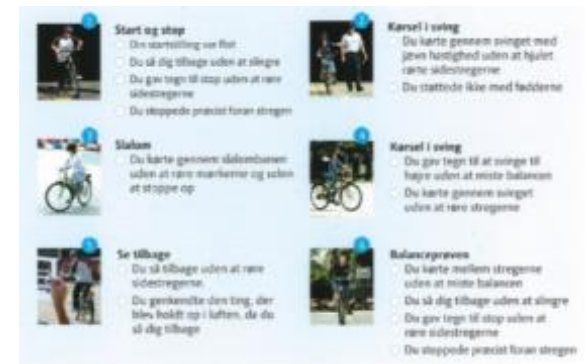 Start og stop
Din startstilling var flot
Du så dig tilbage uden at slingre
Du gav tegn til stop uden at røre
sidestregerne
Du stoppede præcist foran stregen
Kørsel i sving
Du kørte gennem svinget med
jævn hastighed uden at hjulet
rørte sidestregerne
Du støttede ikke med fødderne
Slalom
Du kørte gennem slalombanen
uden at røre mærkerne og uden
at stoppe op
4
Kørsel i sving
Du gav tegn til at svinge til
højre uden at miste balancen
Du kørte gennem svinget
uden at røre stregerne
Se tilbage
Du så tilbage uden at røre
sidestregerne.
Du genkendte den ting, der
blev holdt op i luften, da du
så dig tilbage
Balanceprøven
Du kørte mellem stregerne
uden at miste balancen
Du så dig tilbage uden at slingre
Du gav tegn til stop uden at
røre sidestregerne
Du stoppede præcist foran stregen